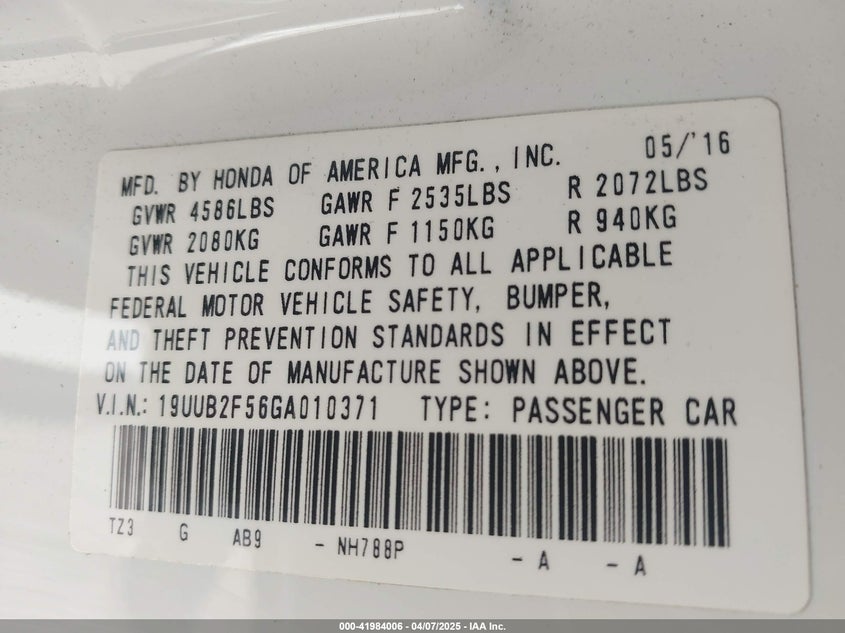 MFD. BY HONDA OF AMERICA MFG., INC. 05/'16
GVWR 4586LBS GAWR F 2535LBS R 2072LBS
GVWR 2080KG GAWR F 1150KG R 940KG
THIS VEHICLE CONFORMS TO ALL APPLICABLE
FEDERAL MOTOR VEHICLE SAFETY, BUMPER,
AND THEFT PREVENTION STANDARDS IN EFFECT
ON THE DATE OF MANUFACTURE SHOWN ABOVE.
V.I.N.: 19UUB2F56GA010371 TYPE: PASSENGER CAR
TZ3 G AB9 - NH788P - A - A
000-41984006 - 04/07/2025 - IAA Inc.